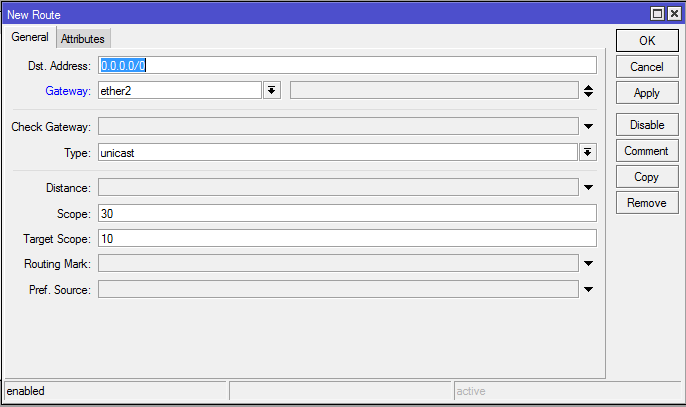 New Route
General Attributes
Dst. Address: 0.0.0.0/0
Gateway: ether2
Check Gateway:
Type: unicast
Distance:
Scope: 30
Target Scope: 10
Routing Mark:
Pref. Source:
OK
Cancel
Apply
Disable
Comment
Copy
Remove
enabled active